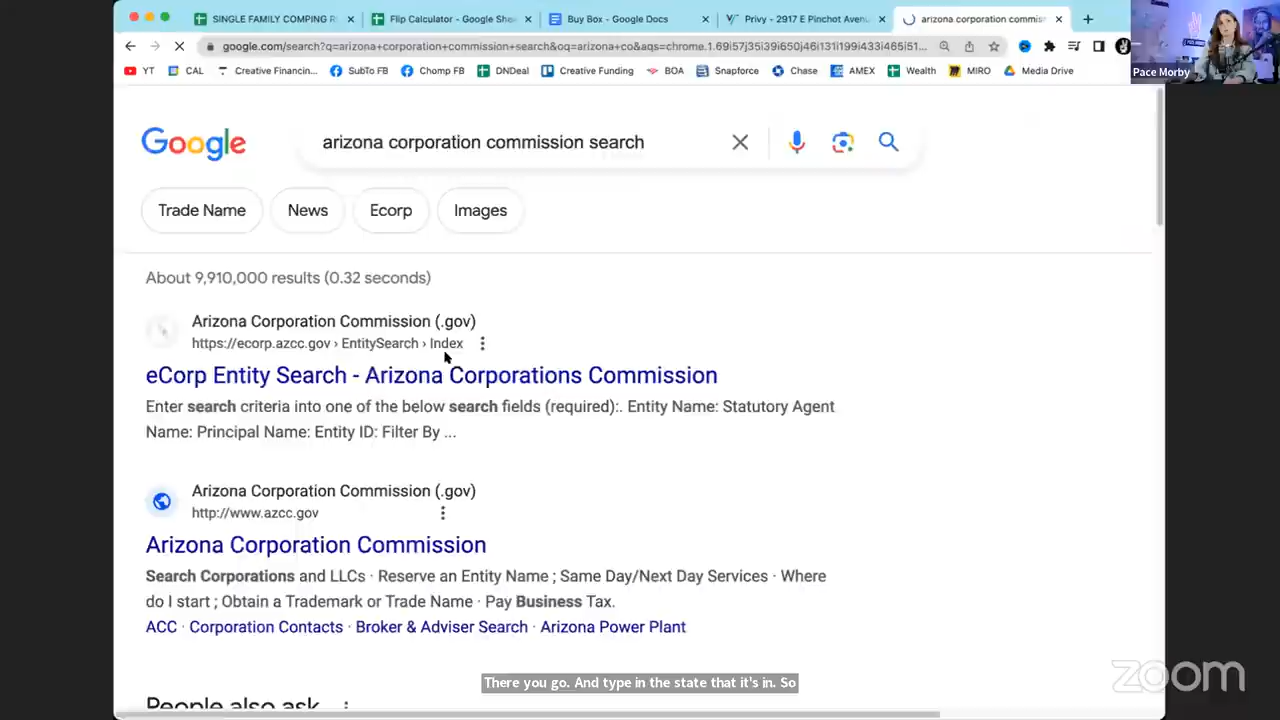 SINGLE FAMILY COMPING R
Flip Calculator - Google She
Buy Box - Google Docs
Privy - 2917 E Pinchot Aven
arizona corporation commis
google.com/search?q=arizona+corporation+commission+search&oq=arizona+co&aqs=chrome.1.69i57j35i39i650j46i131i199i433i465i51...
YT
CAL
Creative Financin...
SubTo FB
Chomp FB
DNDeal
Creative Funding
BOA
Snapforce
Chase
AMEX
Wealth
MIRO
Media Drive
Pace Morby
Google
arizona corporation commission search
Trade Name
News
Ecorp
Images
About 9,910,000 results (0.32 seconds)
Arizona Corporation Commission (.gov)
https://ecorp.azcc.gov › EntitySearch › Index
eCorp Entity Search - Arizona Corporations Commission
Enter search criteria into one of the below search fields (required):. Entity Name: Statutory Agent
Name: Principal Name: Entity ID: Filter By ...
Arizona Corporation Commission (.gov)
http://www.azcc.gov
Arizona Corporation Commission
Search Corporations and LLCs · Reserve an Entity Name ; Same Day/Next Day Services · Where
do I start ; Obtain a Trademark or Trade Name · Pay Business Tax.
ACC · Corporation Contacts · Broker & Adviser Search · Arizona Power Plant
There you go. And type in the state that it's in. So
People also ask
zoom